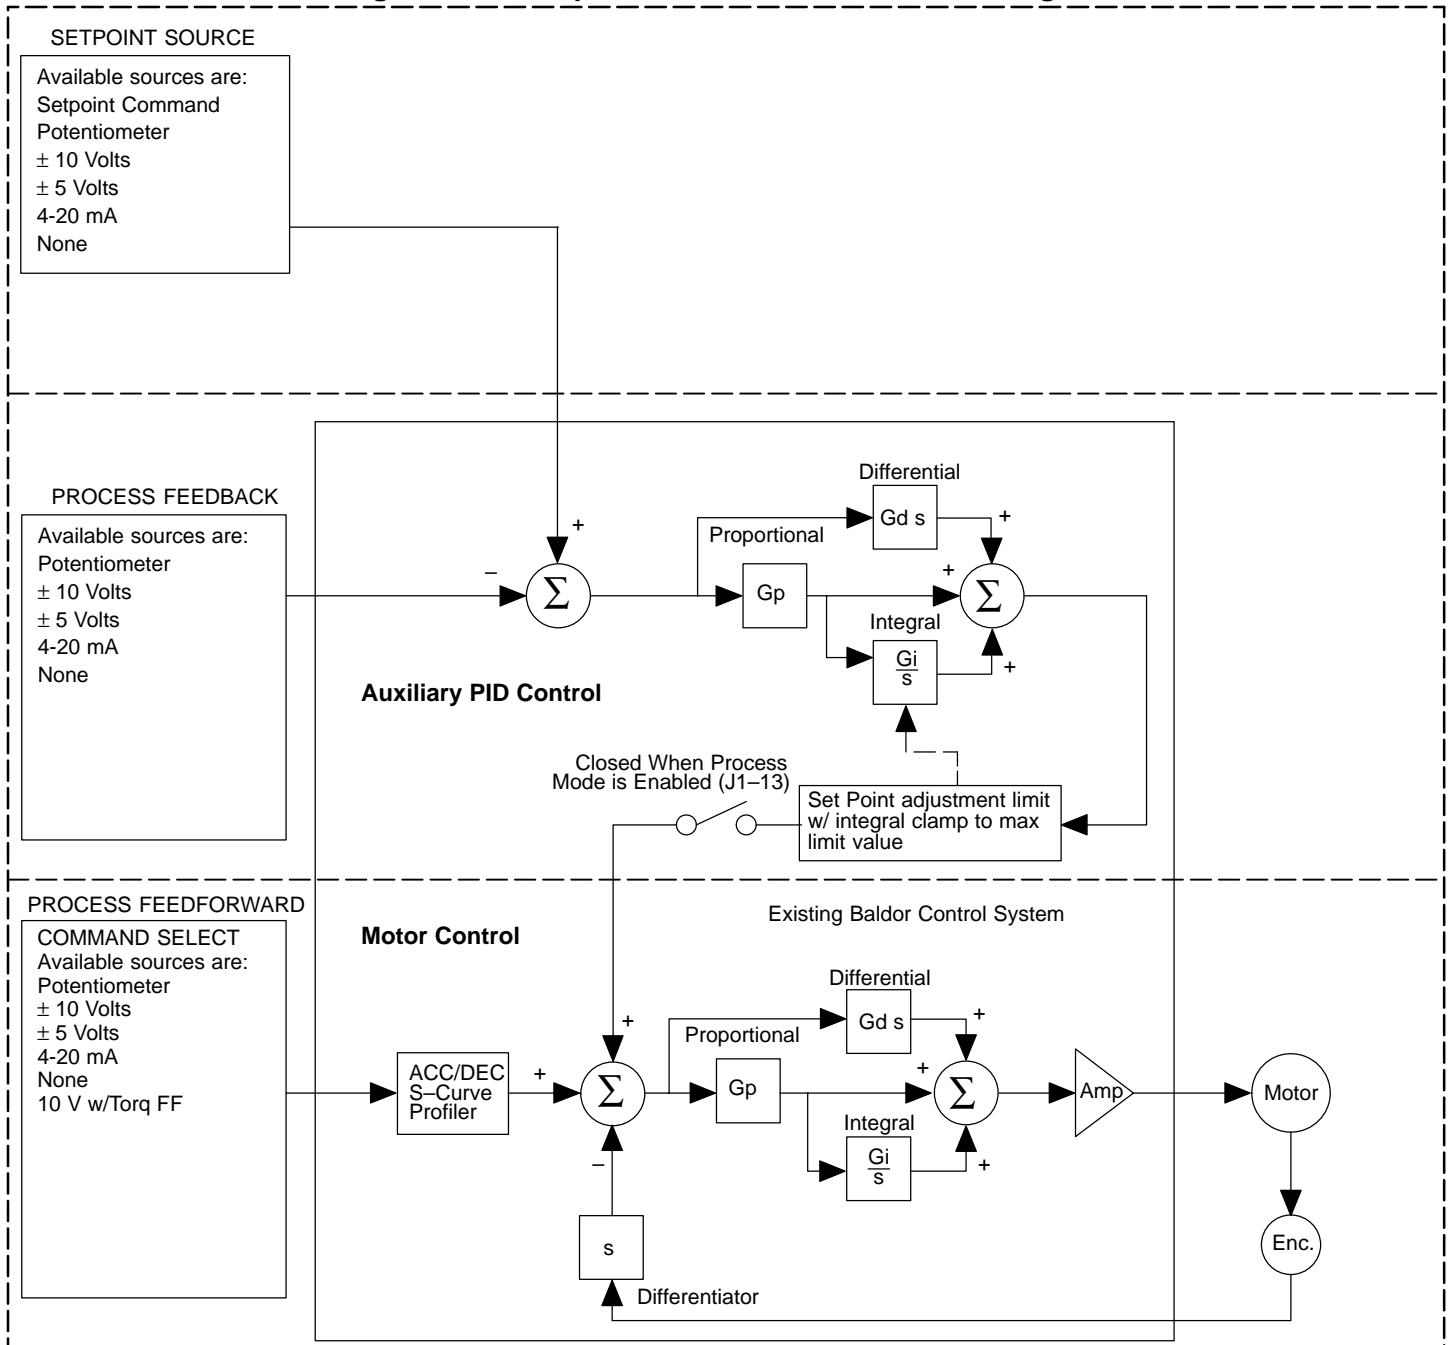 SETPOINT SOURCE
Available sources are:
Setpoint Command
Potentiometer
± 10 Volts
± 5 Volts
4-20 mA
None
PROCESS FEEDBACK
Available sources are:
Potentiometer
± 10 Volts
± 5 Volts
4-20 mA
None
+
–
Σ
Differential
Gd s
+
Proportional
Gp
+
Σ
Integral
Gi
s
+
Auxiliary PID Control
Closed When Process
Mode is Enabled (J1–13)
Set Point adjustment limit
w/ integral clamp to max
limit value
PROCESS FEEDFORWARD
COMMAND SELECT
Available sources are:
Potentiometer
± 10 Volts
± 5 Volts
4-20 mA
None
10 V w/Torq FF
Motor Control
Existing Baldor Control System
ACC/DEC
S–Curve
Profiler
+
+
Σ
–
Differential
Gd s
+
Proportional
Gp
+
Σ
Integral
Gi
s
+
Amp
Motor
Enc.
s
Differentiator